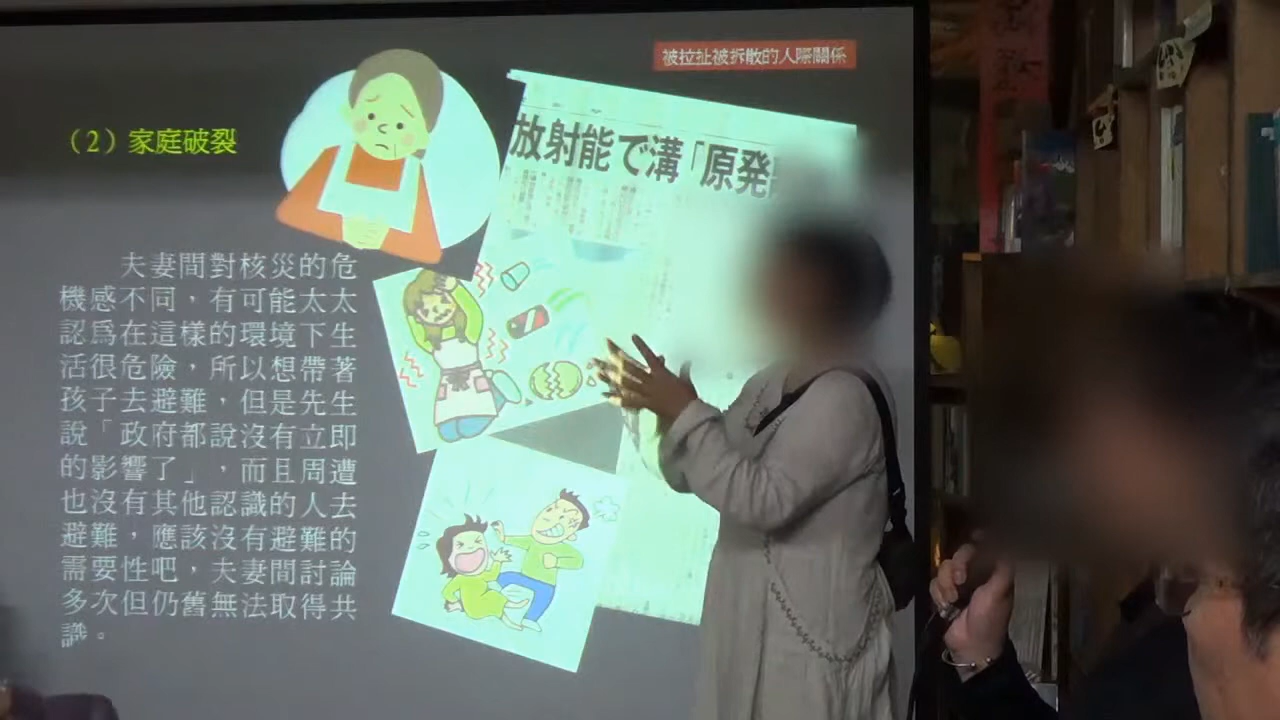 被拉扯被拆散的人際關係
（2）家庭破裂
放射能で溝「原発
夫妻間對核災的危
機感不同，有可能太太
認為在這樣的環境下生
活很危險，所以想帶著
孩子去避難，但是先生
說「政府都說沒有立即
的影響了」，而且周遭
也沒有其他認識的人去
避難，應該沒有避難的
需要性吧，夫妻間討論
多次但仍舊無法取得共
識。